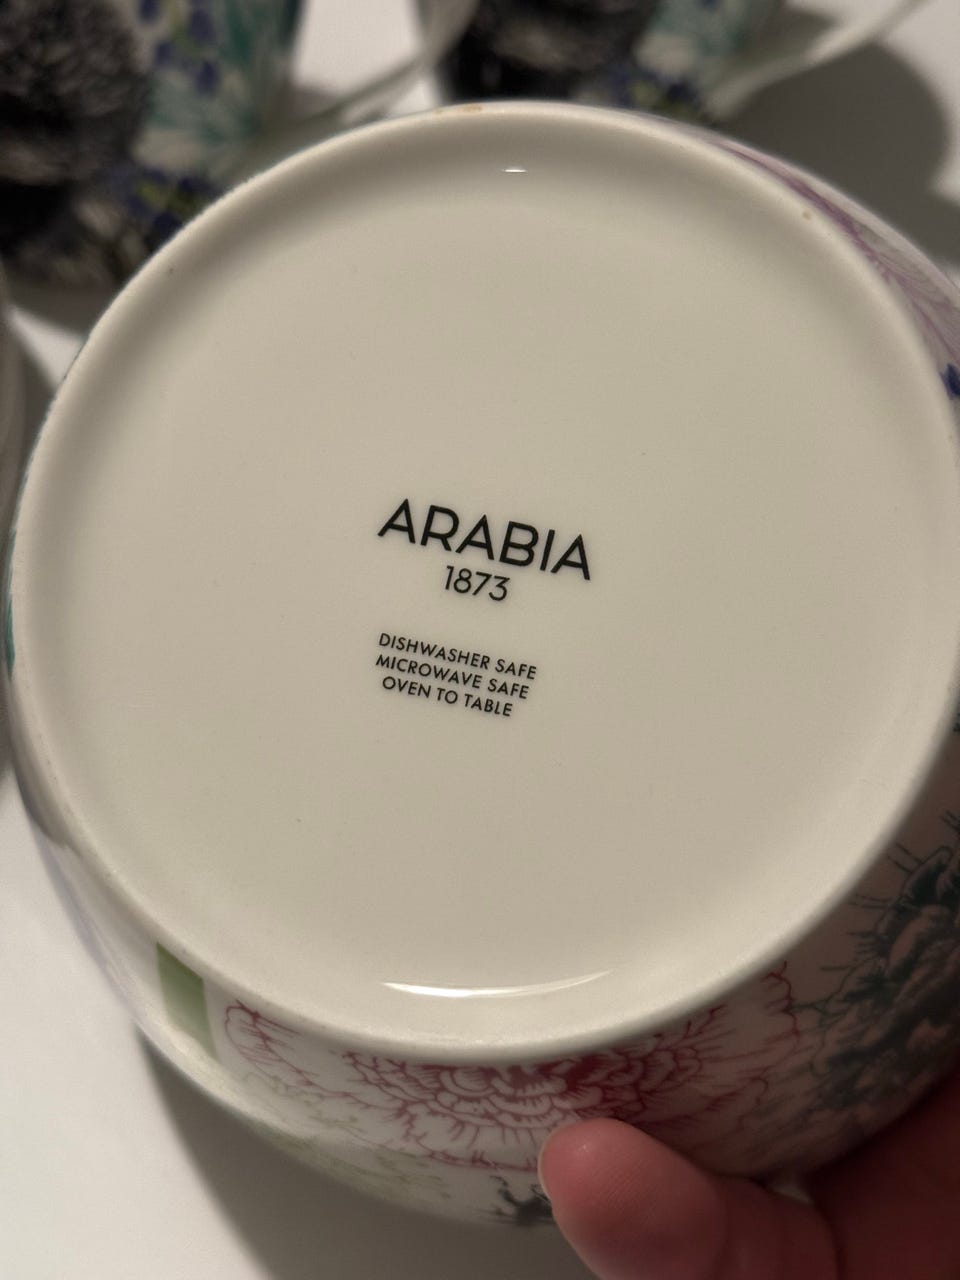 ARABIA
1873
DISHWASHER SAFE
MICROWAVE SAFE
OVEN TO TABLE